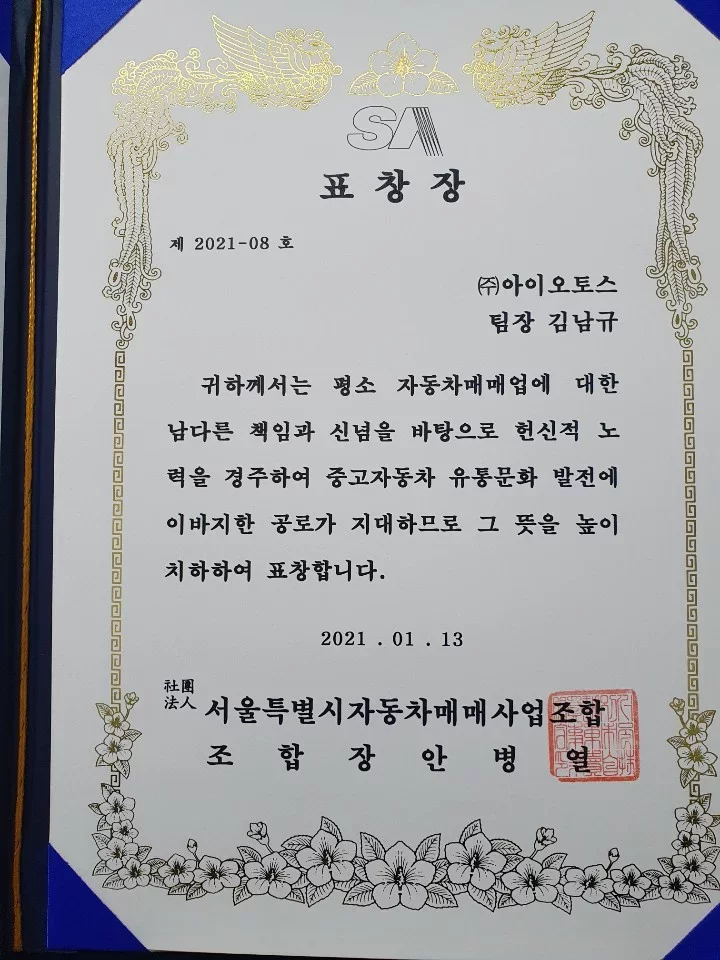 SA
표창장
제 2021-08 호
㈜아이오토스
팀장 김남규
귀하께서는 평소 자동차매매업에 대한
남다른 책임과 신념을 바탕으로 헌신적 노
력을 경주하여 중고자동차 유통문화 발전에
이바지한 공로가 지대하므로 그 뜻을 높이
치하하여 표창합니다.
2021 . 01 . 13
社團
法人 서울특별시자동차매매사업조합
조 합 장 안 병 열